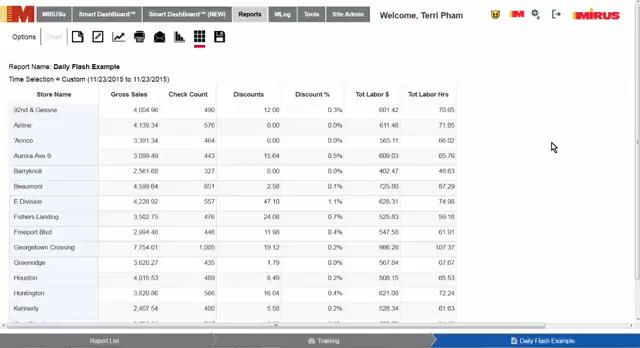 MIRUSu Smart DashBoard™ Smart DashBoard™ (NEW) Reports MLog Tools Site Admin Welcome, Terri Pham MIRUS
Options Chart
Report Name: Daily Flash Example
Time Selection = Custom (11/23/2015 to 11/23/2015)
Store Name Gross Sales Check Count Discounts Discount % Tot Labor $ Tot Labor Hrs
92nd & Gessne 4,004.96 490 12.08 0.3% 601.42 70.65
Airline 4,139.34 576 0.00 0.0% 611.48 71.05
'Amico 3,391.34 464 0.00 0.0% 565.11 66.02
Aurora Ave S 3,099.49 443 15.64 0.5% 609.03 65.76
Barryknoll 2,561.68 327 0.00 0.0% 402.47 48.63
Beaumont 4,599.64 651 2.58 0.1% 725.80 87.29
E Division 4,228.92 557 47.10 1.1% 628.31 74.98
Fishers Landing 3,502.75 476 24.08 0.7% 525.83 59.18
Freeport Blvd 2,994.48 446 11.98 0.4% 547.58 61.91
Georgetown Crossing 7,754.01 1,005 19.12 0.2% 986.28 107.37
Greenridge 3,620.27 435 1.79 0.0% 567.84 67.67
Houston 4,015.53 489 8.49 0.2% 508.15 65.53
Huntington 3,820.80 566 16.04 0.4% 621.06 72.24
Kennerly 2,407.54 400 5.58 0.2% 528.34 61.63
Report List Training Daily Flash Example